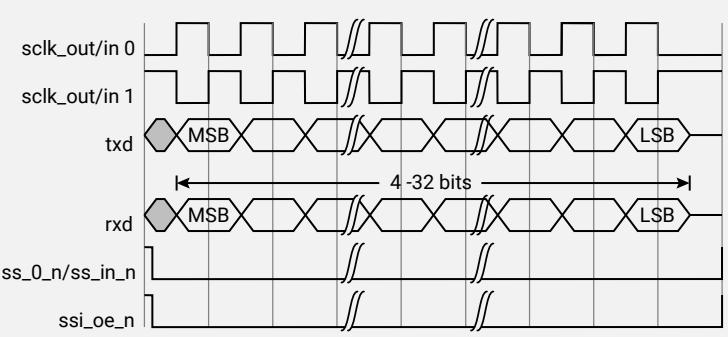 sclk_out/in 0
sclk_out/in 1
txd MSB LSB
4 -32 bits
rxd MSB LSB
ss_0_n/ss_in_n
ssi_oe_n